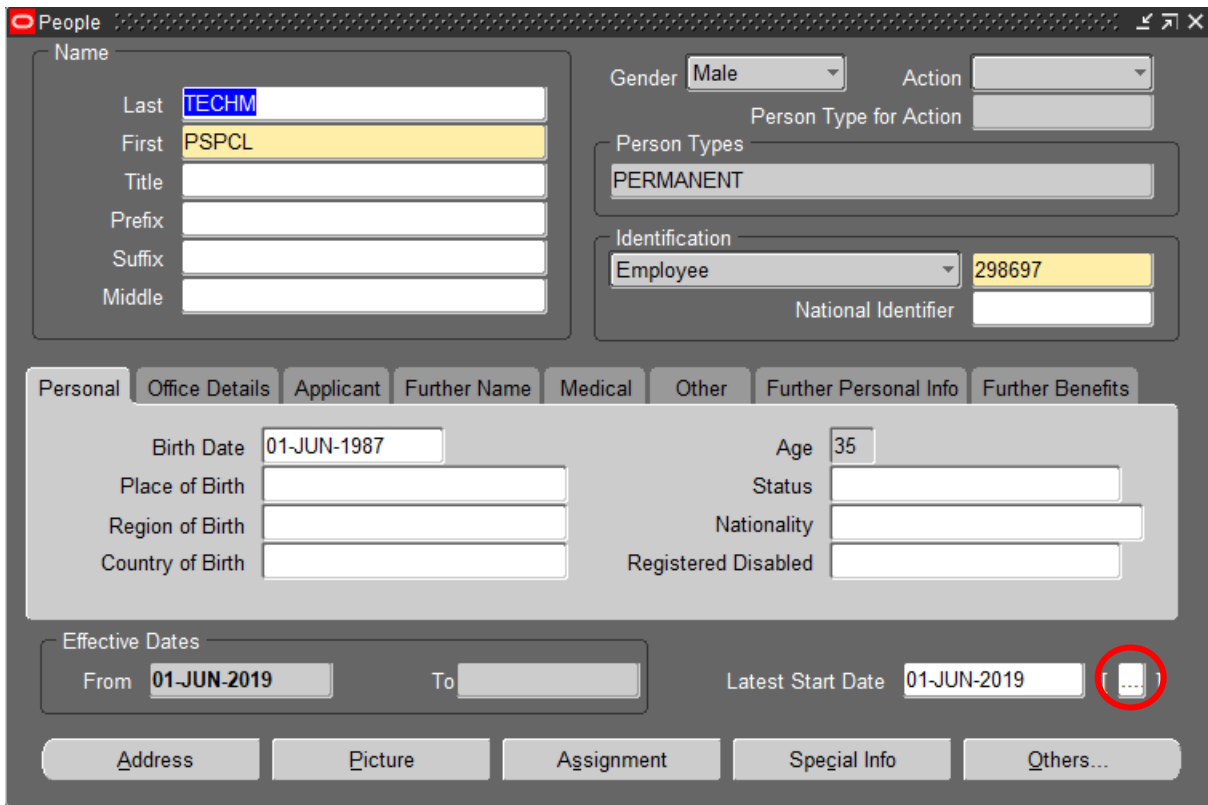 People
Name
Last TECHM
First PSPCL
Title
Prefix
Suffix
Middle
Gender Male Action
Person Type for Action
Person Types
PERMANENT
Identification
Employee 298697
National Identifier
Personal Office Details Applicant Further Name Medical Other Further Personal Info Further Benefits
Birth Date 01-JUN-1987 Age 35
Place of Birth Status
Region of Birth Nationality
Country of Birth Registered Disabled
Effective Dates
From 01-JUN-2019 To Latest Start Date 01-JUN-2019 [ .... ]
Address Picture Assignment Special Info Others...